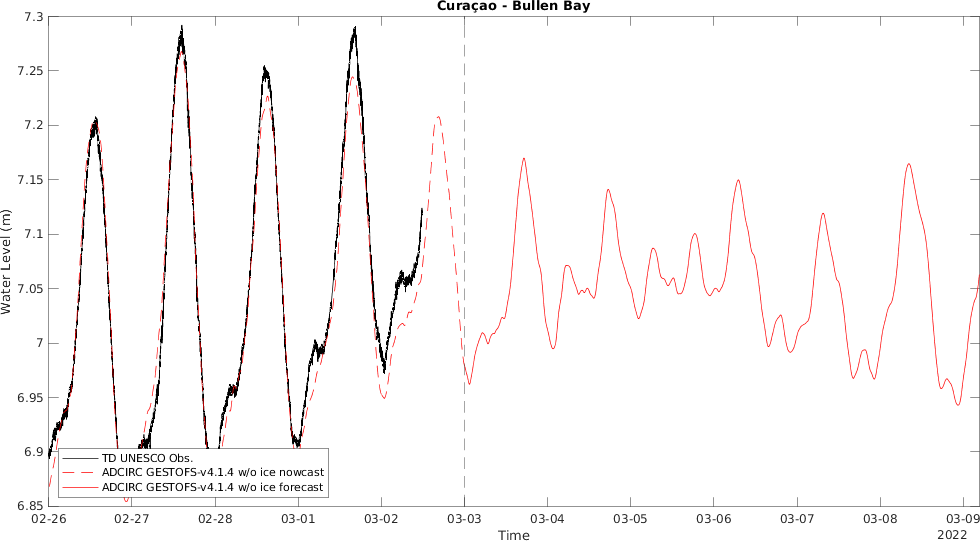 Curaçao - Bullen Bay
7.3
7.25
7.2
7.15
7.1
7.05
7
6.95
6.9
6.85
Water Level (m)
TD UNESCO Obs.
ADCIRC GESTOFS-v4.1.4 w/o ice nowcast
ADCIRC GESTOFS-v4.1.4 w/o ice forecast
02-26 02-27 02-28 03-01 03-02 03-03 03-04 03-05 03-06 03-07 03-08 03-09
Time
2022